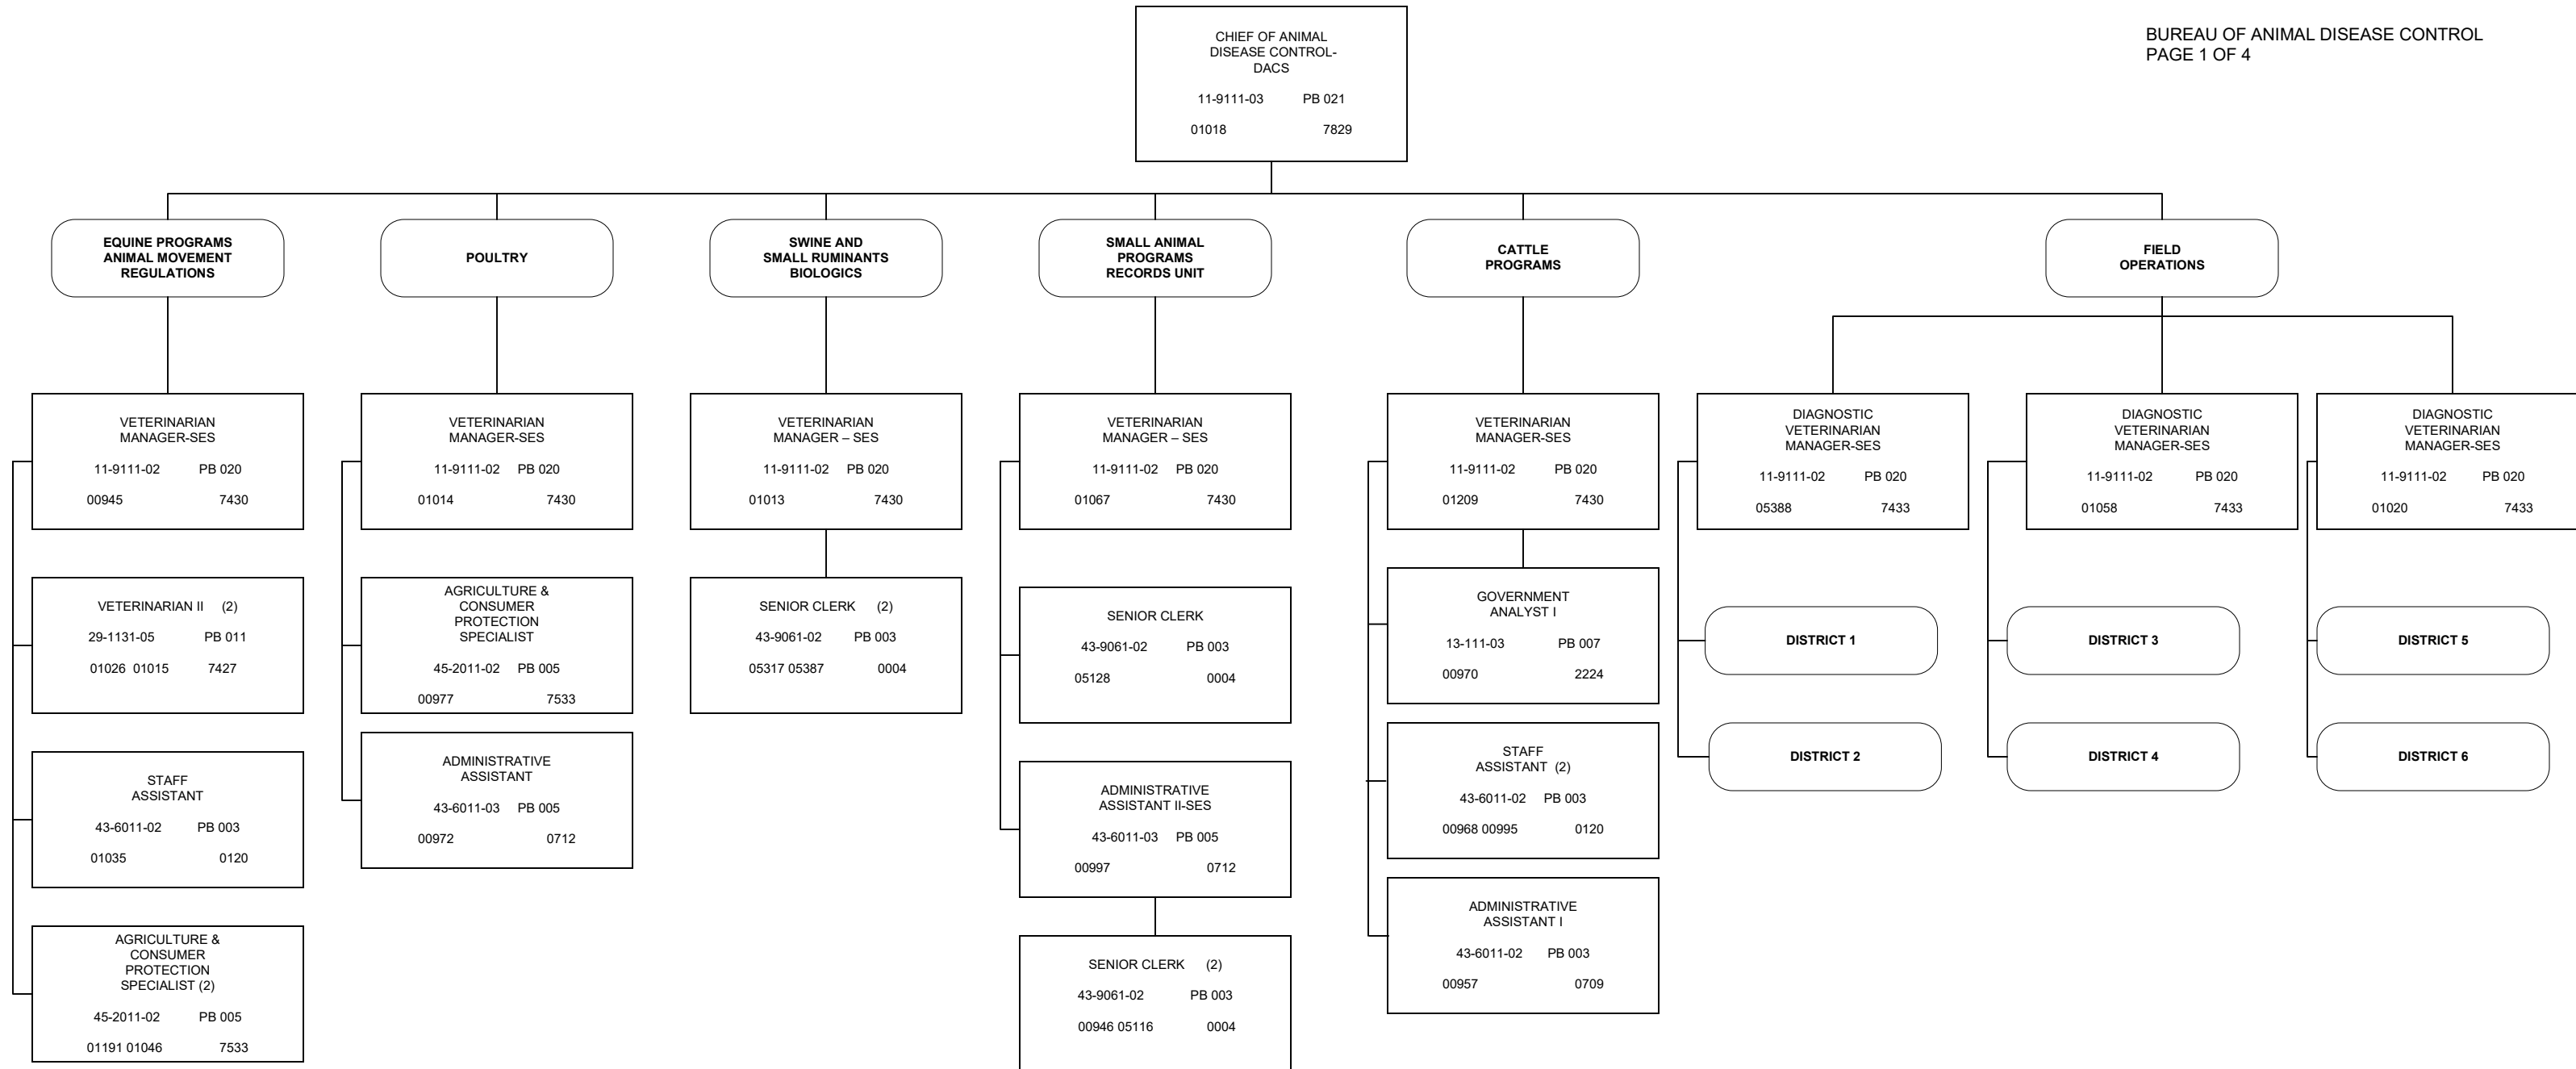 BUREAU OF ANIMAL DISEASE CONTROL
PAGE 1 OF 4
CHIEF OF ANIMAL
DISEASE CONTROL-
DACS
11-9111-03 PB 021
01018 7829
EQUINE PROGRAMS
ANIMAL MOVEMENT
REGULATIONS
POULTRY
SWINE AND
SMALL RUMINANTS
BIOLOGICS
SMALL ANIMAL
PROGRAMS
RECORDS UNIT
CATTLE
PROGRAMS
FIELD
OPERATIONS
VETERINARIAN
MANAGER-SES
11-9111-02 PB 020
00945 7430
VETERINARIAN II (2)
29-1131-05 PB 011
01026 01015 7427
STAFF
ASSISTANT
43-6011-02 PB 003
01035 0120
AGRICULTURE &
CONSUMER
PROTECTION
SPECIALIST (2)
45-2011-02 PB 005
01191 01046 7533
VETERINARIAN
MANAGER-SES
11-9111-02 PB 020
01014 7430
AGRICULTURE &
CONSUMER
PROTECTION
SPECIALIST
45-2011-02 PB 005
00977 7533
ADMINISTRATIVE
ASSISTANT
43-6011-03 PB 005
00972 0712
VETERINARIAN
MANAGER – SES
11-9111-02 PB 020
01013 7430
SENIOR CLERK (2)
43-9061-02 PB 003
05317 05387 0004
VETERINARIAN
MANAGER – SES
11-9111-02 PB 020
01067 7430
SENIOR CLERK
43-9061-02 PB 003
05128 0004
ADMINISTRATIVE
ASSISTANT II-SES
43-6011-03 PB 005
00997 0712
SENIOR CLERK (2)
43-9061-02 PB 003
00946 05116 0004
VETERINARIAN
MANAGER-SES
11-9111-02 PB 020
01209 7430
GOVERNMENT
ANALYST I
13-111-03 PB 007
00970 2224
STAFF
ASSISTANT (2)
43-6011-02 PB 003
00968 00995 0120
ADMINISTRATIVE
ASSISTANT I
43-6011-02 PB 003
00957 0709
DIAGNOSTIC
VETERINARIAN
MANAGER-SES
11-9111-02 PB 020
05388 7433
DISTRICT 1
DISTRICT 2
DIAGNOSTIC
VETERINARIAN
MANAGER-SES
11-9111-02 PB 020
01058 7433
DISTRICT 3
DISTRICT 4
DIAGNOSTIC
VETERINARIAN
MANAGER-SES
11-9111-02 PB 020
01020 7433
DISTRICT 5
DISTRICT 6